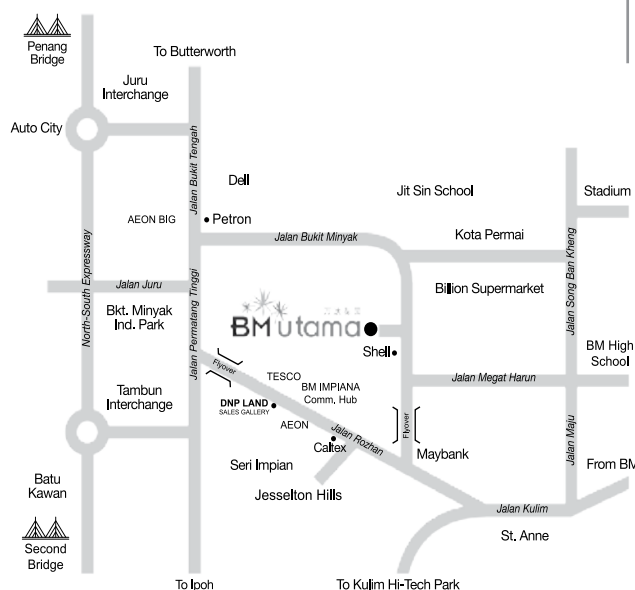 Penang
Bridge
To Butterworth
Juru
Interchange
Auto City
Jalan Bukit Tengah
Dell
Jit Sin School
Stadium
AEON BIG
Petron
Jalan Bukit Minyak
Kota Permai
Jalan Song Ban Kheng
North-South Expressway
Jalan Juru
Jalan Permatang Tinggi
Billion Supermarket
Bkt. Minyak
Ind. Park
BM utama
Shell
BM High
School
Flyover
TESCO
BM IMPIANA
Comm, Hub
Jalan Megat Harun
Tambun
Interchange
DNP LAND
SALES GALLERY
AEON
Jalan Rozhan
Flyover
Caltex
Maybank
Jalan Maju
Seri Impian
From BM
Batu
Kawan
Jesselton Hills
Jalan Kulim
St. Anne
Second
Bridge
To Ipoh
To Kulim Hi-Tech Park